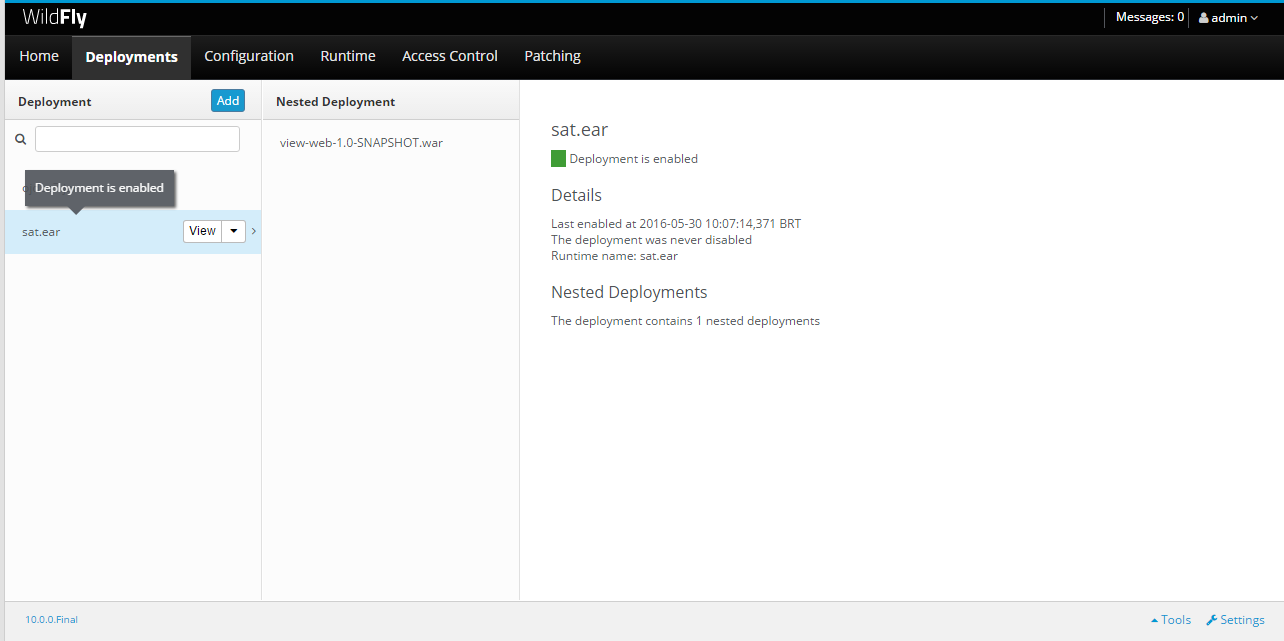 WildFly
Messages: 0
admin
Home
Deployments
Configuration
Runtime
Access Control
Patching
Deployment
Add
Nested Deployment
Deployment is enabled
sat.ear
View
view-web-1.0-SNAPSHOT.war
sat.ear
Deployment is enabled
Details
Last enabled at 2016-05-30 10:07:14,371 BRT
The deployment was never disabled
Runtime name: sat.ear
Nested Deployments
The deployment contains 1 nested deployments
10.0.0.Final
Tools
Settings